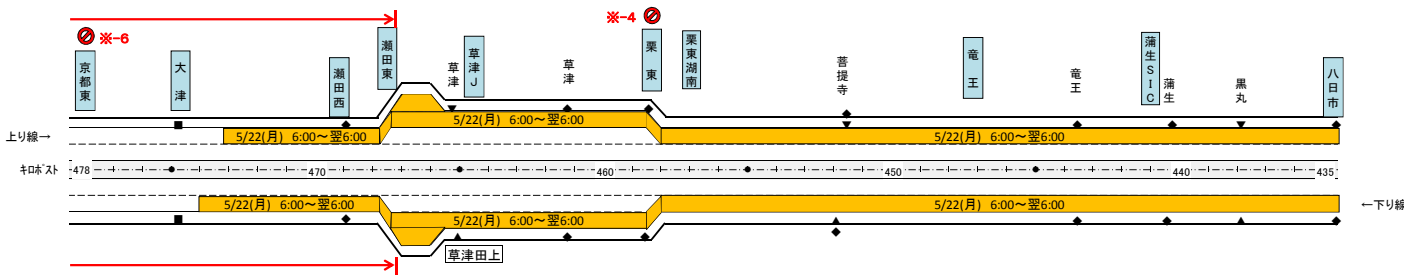 ※-6
※-4
京都東
大津
瀬田西
瀬田東
草津
草津J
草津
栗東
栗東湖南
菩提寺
竜王
竜王
蒲生SIC
蒲生
黒丸
八日市
上り線→
5/22(月) 6:00～翌6:00
5/22(月) 6:00～翌6:00
5/22(月) 6:00～翌6:00
キロポスト
478
470
460
450
440
435
5/22(月) 6:00～翌6:00
5/22(月) 6:00～翌6:00
5/22(月) 6:00～翌6:00
←下り線
草津田上